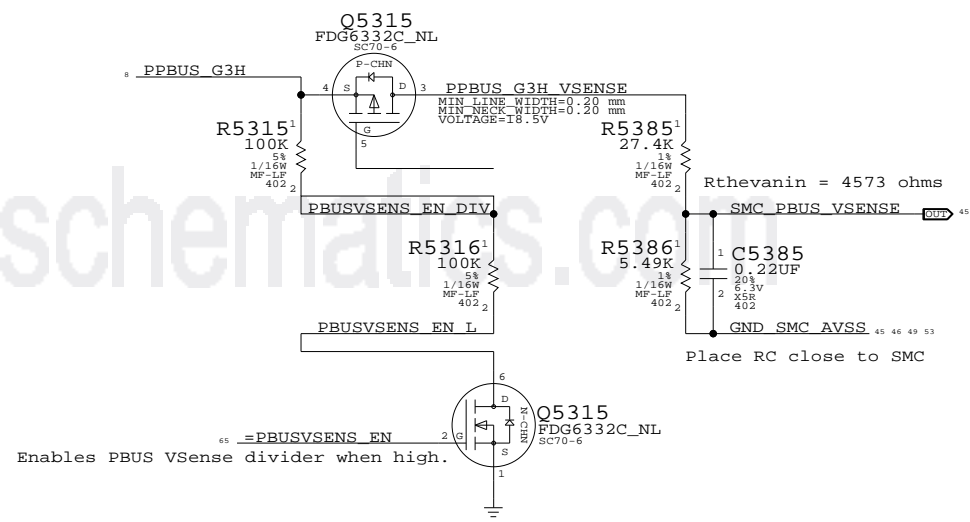 Q5315
FDG6332C_NL
SC70-6
P-CHN
8 PPBUS_G3H
4 S D 3
G
5
PPBUS_G3H_VSENSE
MIN_LINE_WIDTH=0.20 mm
MIN_NECK_WIDTH=0.20 mm
VOLTAGE=18.5V
R5315 1
100K
5%
1/16W
MF-LF
402 2
R5385 1
27.4K
1%
1/16W
MF-LF
402 2
Rthevanin = 4573 ohms
PBUSVSENS_EN_DIV
SMC_PBUS_VSENSE OUT 45
schematics.com
R5316 1
100K
5%
1/16W
MF-LF
402 2
R5386 1
5.49K
1%
1/16W
MF-LF
402 2
1 C5385
0.22UF
20%
6.3V
2 X5R
402
PBUSVSENS_EN_L
GND_SMC_AVSS 45 46 49 53
Place RC close to SMC
6
D
N-CHN
Q5315
FDG6332C_NL
SC70-6
65 =PBUSVSENS_EN 2 G
S
1
Enables PBUS VSense divider when high.